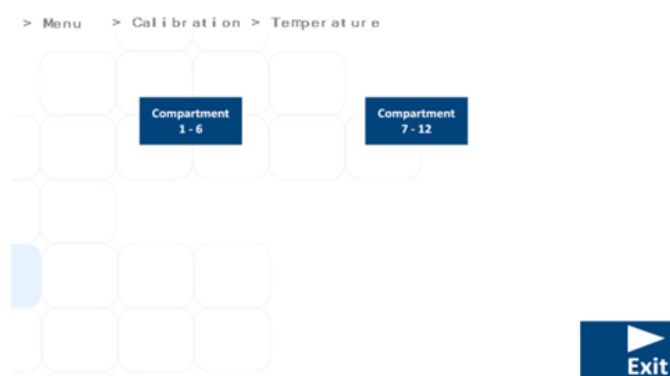 > Menu > Calibration > Temperature
Compartment
1 - 6
Compartment
7 - 12
Exit